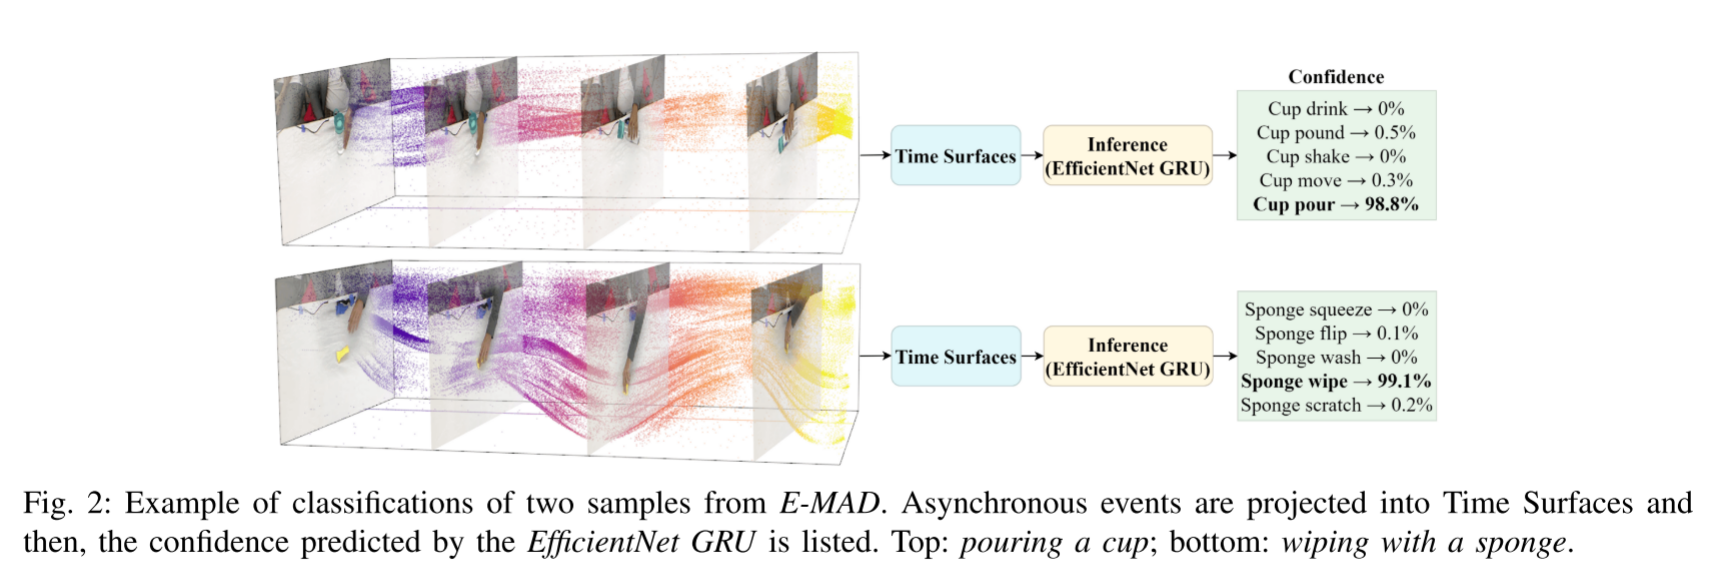 Confidence
Cup drink → 0%
Cup pound → 0.5%
Cup shake → 0%
Cup move → 0.3%
Cup pour → 98.8%
Time Surfaces
Inference
(EfficientNet GRU)
Sponge squeeze → 0%
Sponge flip → 0.1%
Sponge wash → 0%
Sponge wipe → 99.1%
Sponge scratch → 0.2%
Time Surfaces
Inference
(EfficientNet GRU)
Fig. 2: Example of classifications of two samples from E-MAD. Asynchronous events are projected into Time Surfaces and
then, the confidence predicted by the EfficientNet GRU is listed. Top: pouring a cup; bottom: wiping with a sponge.